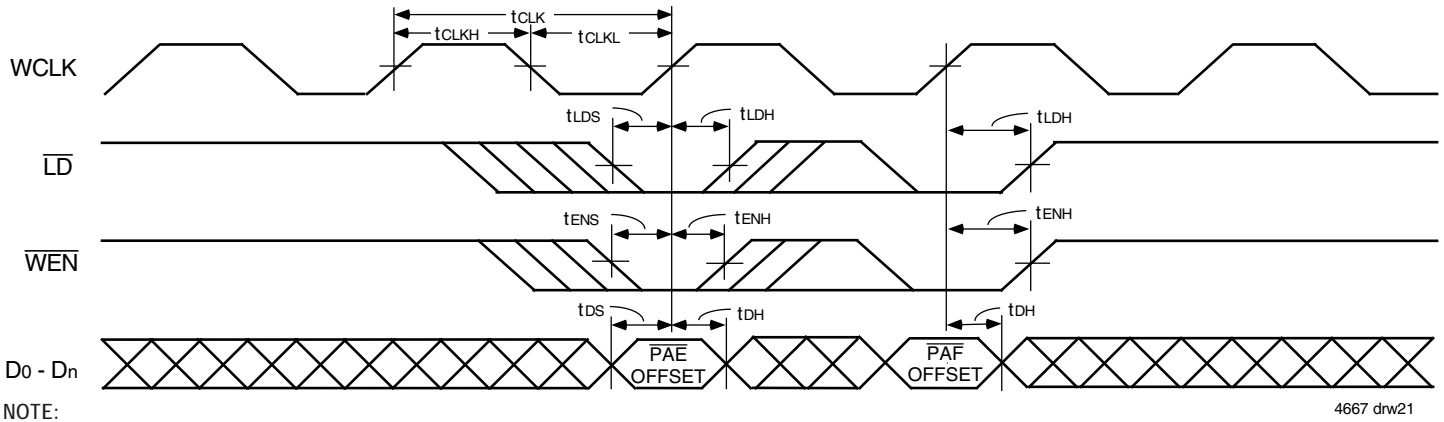 tCLK
tCLKH
tCLKL
WCLK
tLDS
tLDH
tLDH
LD
tENS
tENH
tENH
WEN
tDS
tDH
tDH
D0 - Dn
PAE
OFFSET
PAF
OFFSET
NOTE:
4667 drw21